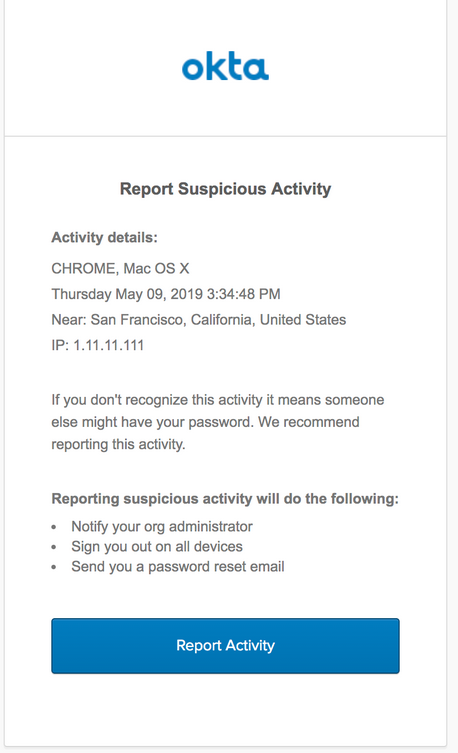 okta
Report Suspicious Activity
Activity details:
CHROME, Mac OS X
Thursday May 09, 2019 3:34:48 PM
Near: San Francisco, California, United States
IP: 1.11.11.111
If you don't recognize this activity it means someone
else might have your password. We recommend
reporting this activity.
Reporting suspicious activity will do the following:
• Notify your org administrator
• Sign you out on all devices
• Send you a password reset email
Report Activity